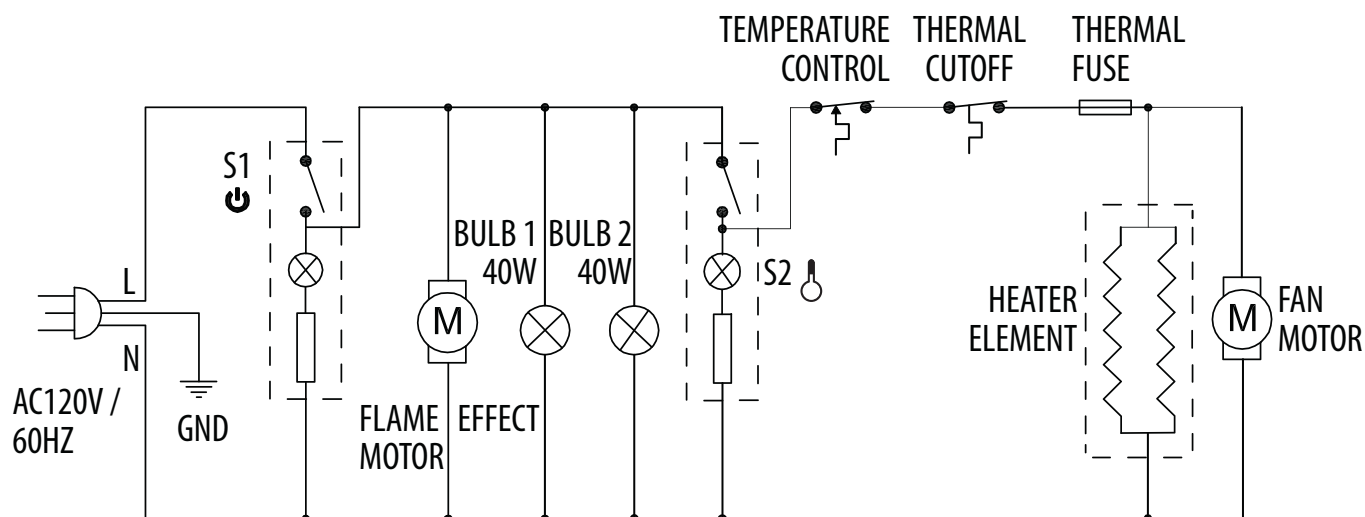 TEMPERATURE
CONTROL
THERMAL
CUTOFF
THERMAL
FUSE
S1
BULB 1
40W
BULB 2
40W
S2
L
N
M
M
HEATER
ELEMENT
FAN
MOTOR
AC120V /
60HZ
GND
FLAME EFFECT
MOTOR